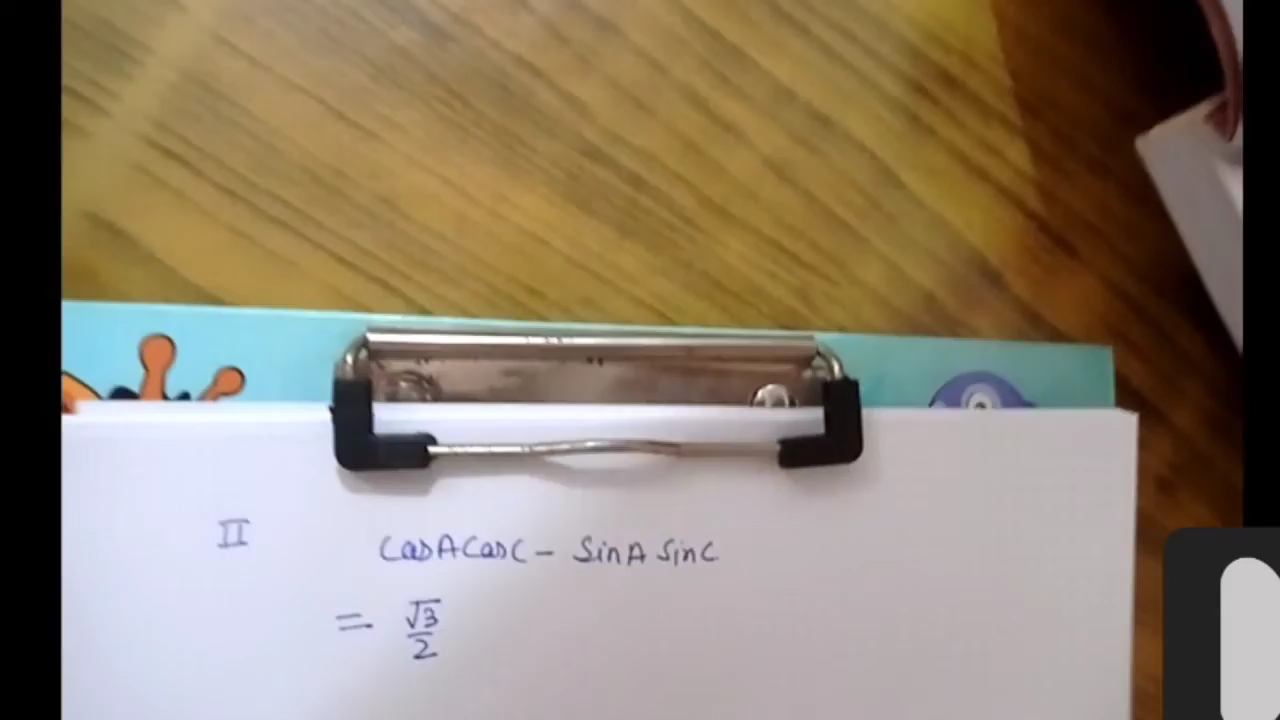 II CosACosC - SinA SinC
= √3/2